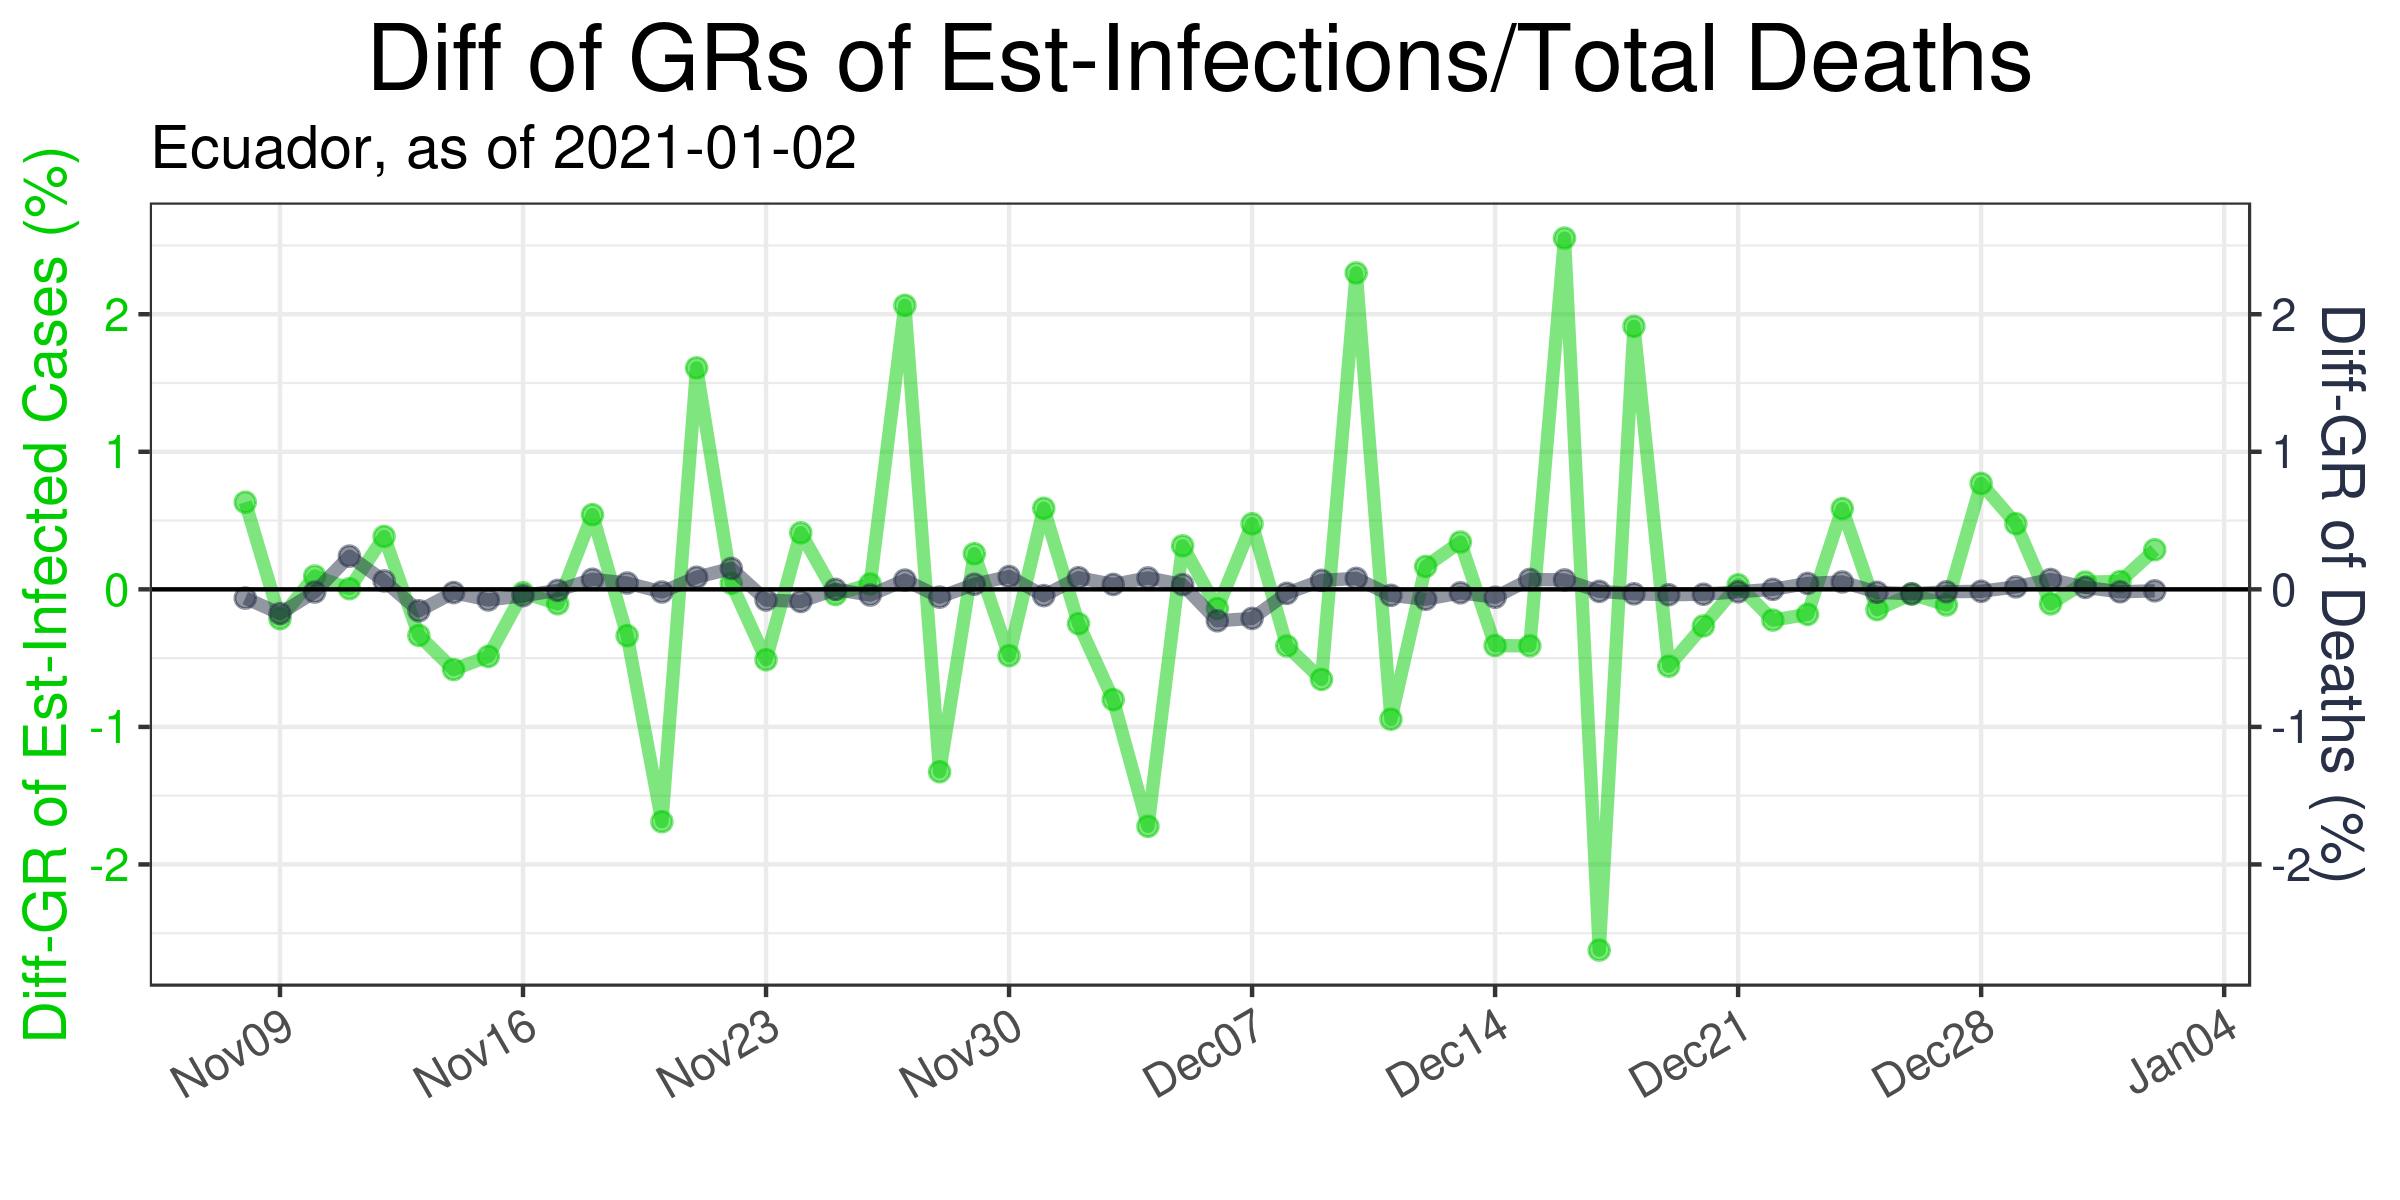 Diff of GRs of Est-Infections/Total Deaths
Ecuador, as of 2021-01-02
Diff-GR of Est-Infected Cases (%)
2
1
0
-1
-2
2
1
0
-1
-2
Diff-GR of Deaths (%)
Nov09
Nov16
Nov23
Nov30
Dec07
Dec14
Dec21
Dec28
Jan04